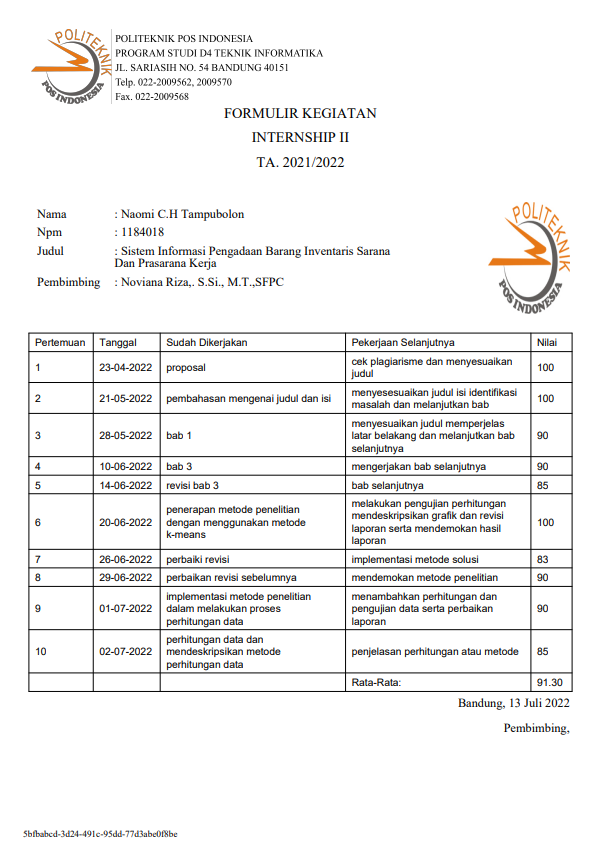 POLITEKNIK
POS INDONESIA
POLITEKNIK POS INDONESIA
PROGRAM STUDI D4 TEKNIK INFORMATIKA
JL. SARIASIH NO. 54 BANDUNG 40151
Telp. 022-2009562, 2009570
Fax. 022-2009568
FORMULIR KEGIATAN
INTERNSHIP II
TA. 2021/2022
Nama : Naomi C.H Tampubolon
Npm : 1184018
Judul : Sistem Informasi Pengadaan Barang Inventaris Sarana
Dan Prasarana Kerja
Pembimbing : Noviana Riza,. S.Si., M.T.,SFPC
POLITEKNIK
POS INDONESIA
Pertemuan Tanggal Sudah Dikerjakan Pekerjaan Selanjutnya Nilai
1 23-04-2022 proposal cek plagiarisme dan menyesuaikan
judul 100
2 21-05-2022 pembahasan mengenai judul dan isi menyesesuaikan judul isi identifikasi
masalah dan melanjutkan bab 100
3 28-05-2022 bab 1 menyesuaikan judul memperjelas
latar belakang dan melanjutkan bab
selanjutnya 90
4 10-06-2022 bab 3 mengerjakan bab selanjutnya 90
5 14-06-2022 revisi bab 3 bab selanjutnya 85
6 20-06-2022 penerapan metode penelitian
dengan menggunakan metode
k-means melakukan pengujian perhitungan
mendeskripsikan grafik dan revisi
laporan serta mendemokan hasil
laporan 100
7 26-06-2022 perbaiki revisi implementasi metode solusi 83
8 29-06-2022 perbaikan revisi sebelumnya mendemokan metode penelitian 90
9 01-07-2022 implementasi metode penelitian
dalam melakukan proses
perhitungan data menambahkan perhitungan dan
pengujian data serta perbaikan
laporan 90
10 02-07-2022 perhitungan data dan
mendeskripsikan metode
perhitungan data penjelasan perhitungan atau metode 85
Rata-Rata: 91.30
Bandung, 13 Juli 2022
Pembimbing,
5bfbabcd-3d24-491c-95dd-77d3abe0f8be